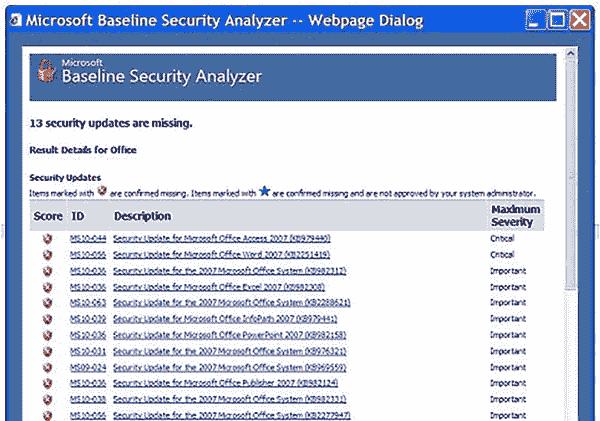 Microsoft Baseline Security Analyzer -- Webpage Dialog
Microsoft
Baseline Security Analyzer
13 security updates are missing.
Result Details for Office
Security Updates
Items marked with are confirmed missing. Items marked with are confirmed missing and are not approved by your system administrator.
Score ID Description Maximum Severity
MS10-044 Security Update for Microsoft Office Access 2007 (KB979440) Critical
MS10-056 Security Update for Microsoft Office Word 2007 (KB2251419) Critical
MS10-036 Security Update for the 2007 Microsoft Office System (KB982312) Important
MS10-036 Security Update for Microsoft Office Excel 2007 (KB982308) Important
MS10-063 Security Update for the 2007 Microsoft Office System (KB2288621) Important
MS10-039 Security Update for Microsoft Office InfoPath 2007 (KB979441) Important
MS10-036 Security Update for Microsoft Office PowerPoint 2007 (KB982158) Important
MS10-031 Security Update for the 2007 Microsoft Office System (KB976321) Important
MS09-024 Security Update for the 2007 Microsoft Office System (KB969559) Important
MS10-036 Security Update for Microsoft Office Publisher 2007 (KB982124) Important
MS10-038 Security Update for the 2007 Microsoft Office System (KB982331) Important
MS10-056 Security Update for the 2007 Microsoft Office System (KB2277947) Important